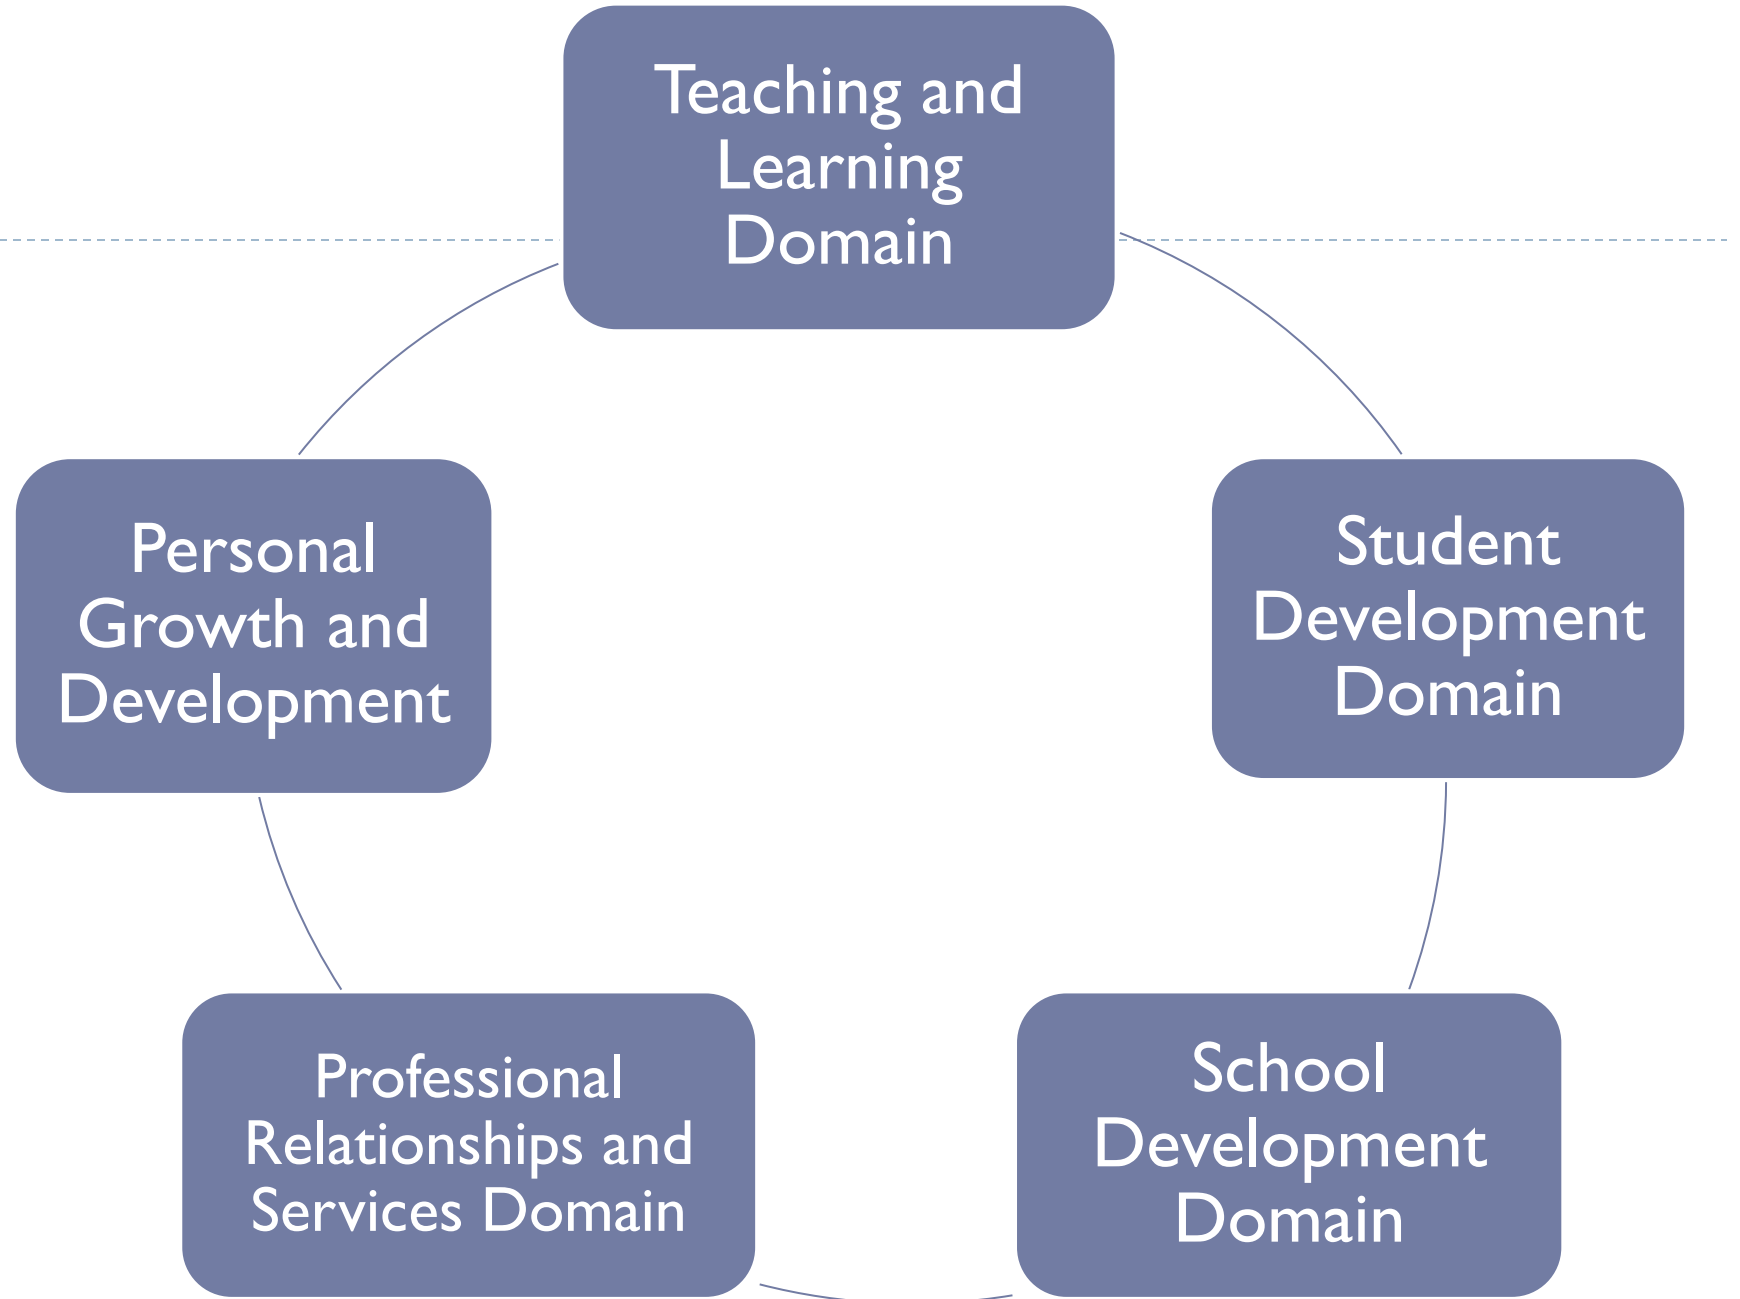 Teaching and
Learning
Domain
Student
Development
Domain
School
Development
Domain
Professional
Relationships and
Services Domain
Personal
Growth and
Development